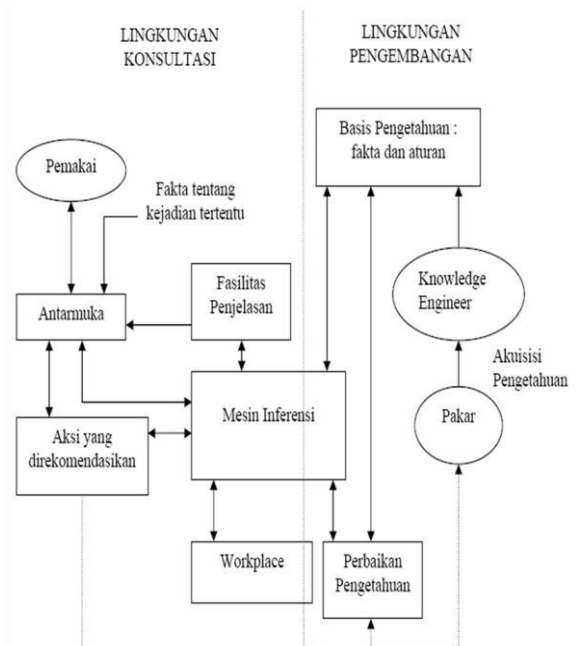 LINGKUNGAN
KONSULTASI
LINGKUNGAN
PENGEMBANGAN
Basis Pengetahuan :
fakta dan aturan
Pemakai
Fakta tentang
kejadian tertentu
Fasilitas
Penjelasan
Knowledge
Engineer
Antarmuka
Akuisisi
Pengetahuan
Mesin Inferensi
Pakar
Aksi yang
direkomendasikan
Workplace
Perbaikan
Pengetahuan